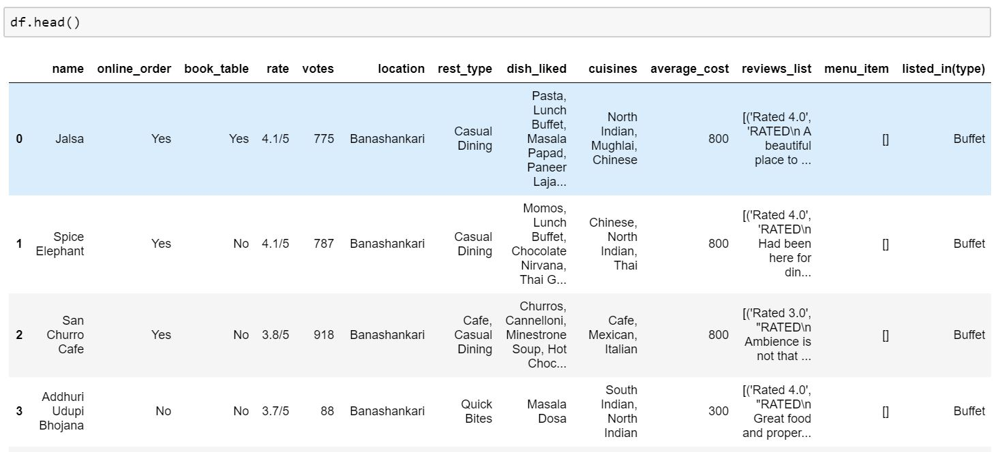 df.head()
name online_order book_table rate votes location rest_type dish_liked cuisines average_cost reviews_list menu_item listed_in(type)
0 Jalsa Yes Yes 4.1/5 775 Banashankari Casual Dining Pasta, Lunch Buffet, Masala Papad, Paneer Laja... North Indian, Mughlai, Chinese 800 [('Rated 4.0', 'RATED\n A beautiful place to ... [] Buffet
1 Spice Elephant Yes No 4.1/5 787 Banashankari Casual Dining Momos, Lunch Buffet, Chocolate Nirvana, Thai G... Chinese, North Indian, Thai 800 [('Rated 4.0', 'RATED\n Had been here for din... [] Buffet
2 San Churro Cafe Yes No 3.8/5 918 Banashankari Cafe, Casual Dining Churros, Cannelloni, Minestrone Soup, Hot Choc... Cafe, Mexican, Italian 800 [('Rated 3.0', "RATED\n Ambience is not that ... [] Buffet
3 Addhuri Udupi Bhojana No No 3.7/5 88 Banashankari Quick Bites Masala Dosa South Indian, North Indian 300 [('Rated 4.0', "RATED\n Great food and proper... [] Buffet